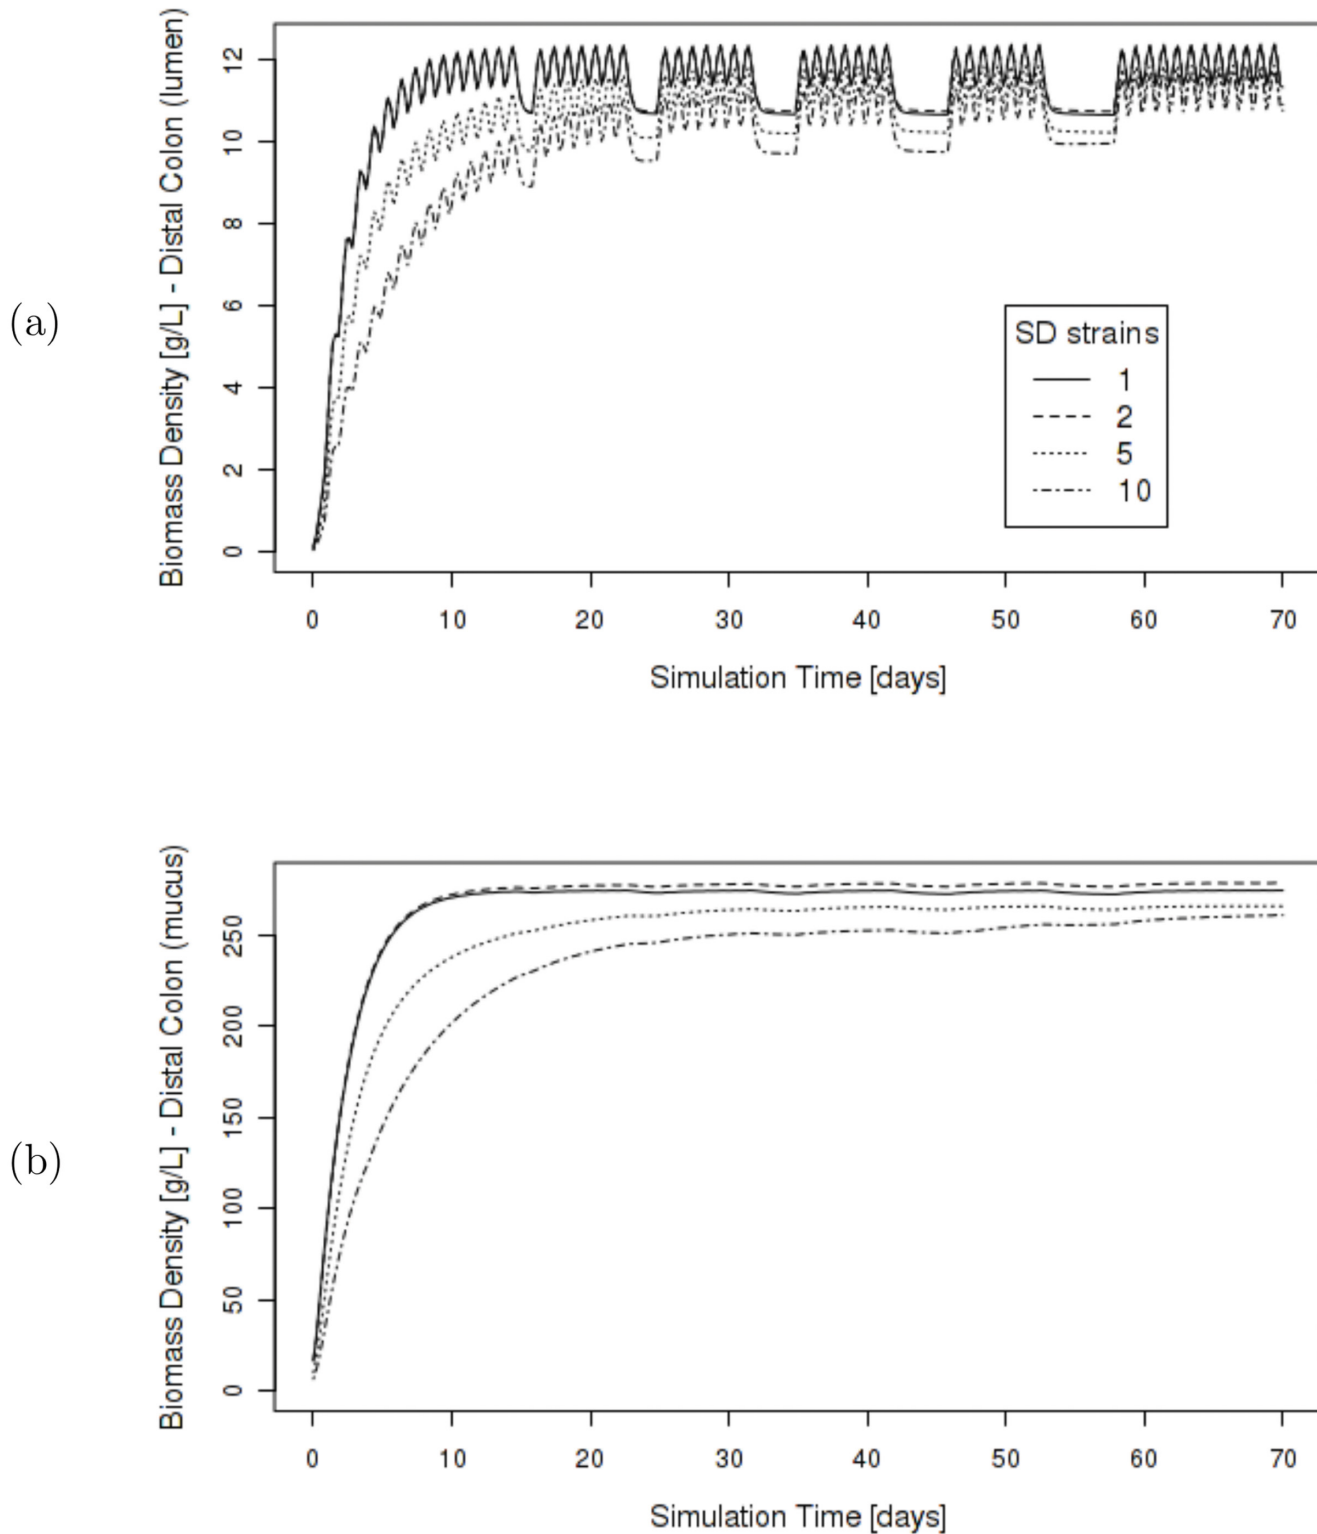 (a)
Biomass Density [g/L] - Distal Colon (lumen)
12
10
8
6
4
2
0
SD strains
1
2
5
10
0 10 20 30 40 50 60 70
Simulation Time [days]
(b)
Biomass Density [g/L] - Distal Colon (mucus)
250
200
150
100
50
0
0 10 20 30 40 50 60 70
Simulation Time [days]